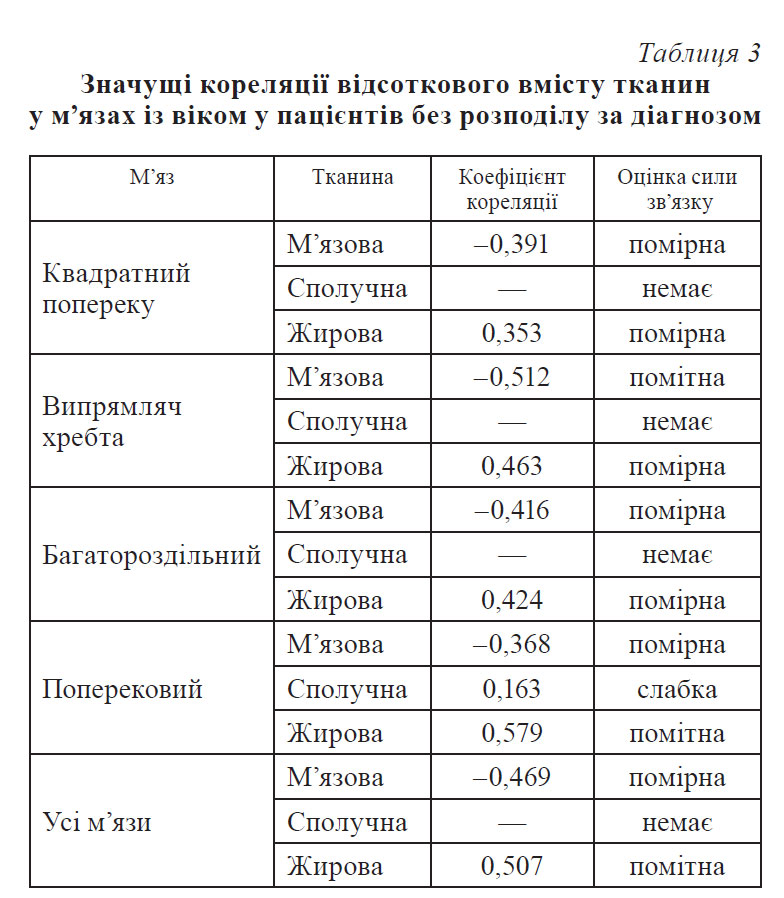 Таблиця 3
Значущі кореляції відсоткового вмісту тканин
у м’язах із віком у пацієнтів без розподілу за діагнозом
М’яз Тканина Коефіцієнт кореляції Оцінка сили зв’язку
Квадратний попереку М’язова –0,391 помірна
Сполучна — немає
Жирова 0,353 помірна
Випрямляч хребта М’язова –0,512 помітна
Сполучна — немає
Жирова 0,463 помірна
Багатороздільний М’язова –0,416 помірна
Сполучна — немає
Жирова 0,424 помірна
Поперековий М’язова –0,368 помірна
Сполучна 0,163 слабка
Жирова 0,579 помітна
Усі м’язи М’язова –0,469 помірна
Сполучна — немає
Жирова 0,507 помітна